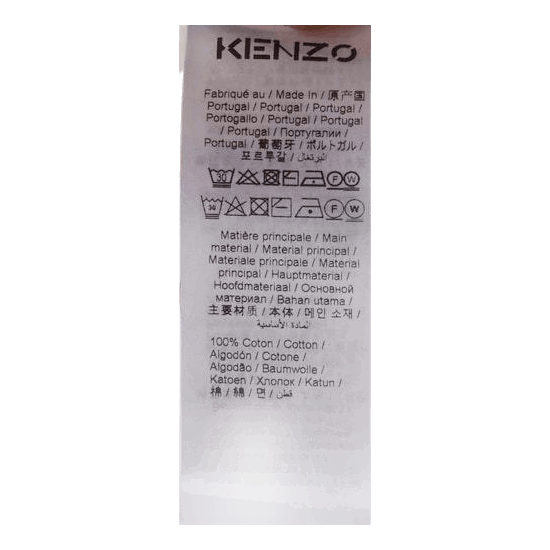 KENZO
Fabriqué au / Made In / 原产国
Portugal / Portugal / Portugal /
Portogallo / Portugal / Portugal
/ Portugal / Португалии /
Portugal / 葡萄牙 / ポルトガル /
포르투갈 / البرتغال
30 F W
30 F W
Matière principale / Main
material / Material principal /
Materiale principale / Material
principal / Hauptmaterial /
Hoofdmateriaal / Основной
материал / Bahan utama /
主要材质 / 本体 / 메인 소재 /
المادة الأساسية
100% Coton / Cotton /
Algodón / Cotone /
Algodão / Baumwolle /
Katoen / Хлопок / Katun /
棉 / 綿 / 면 / قطن